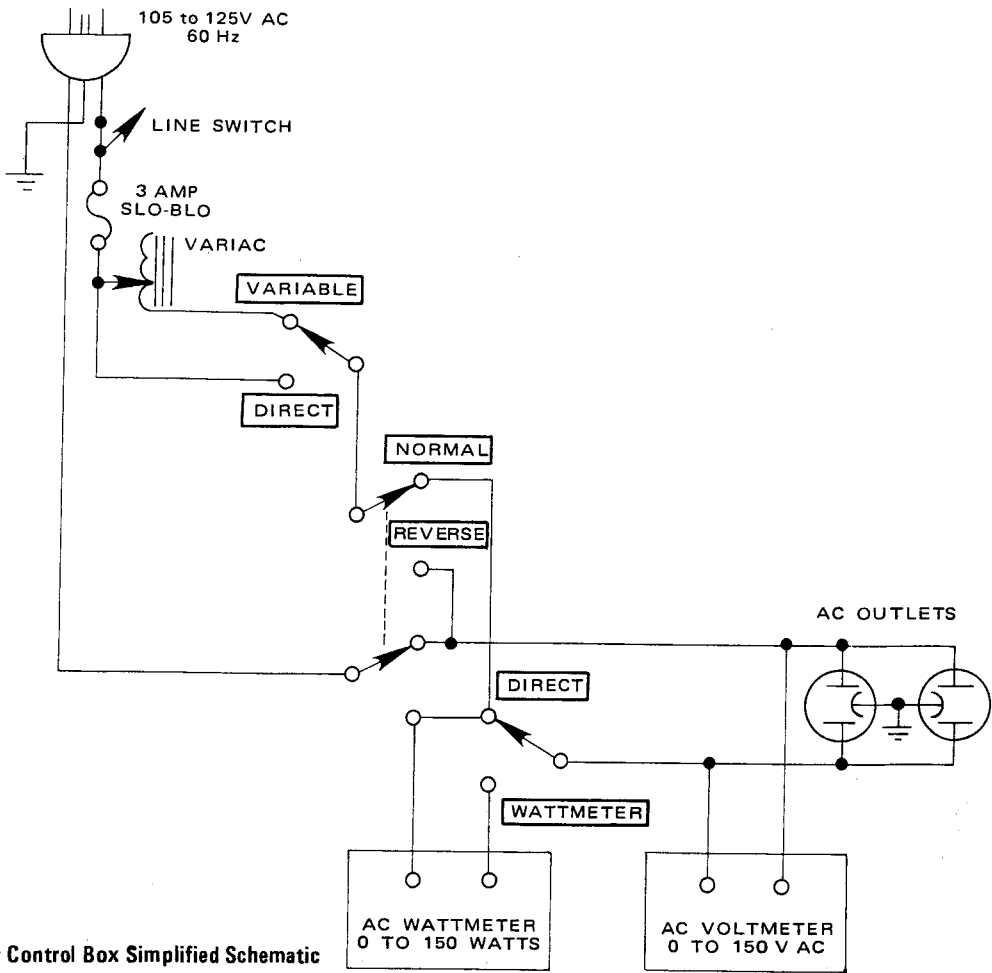 105 to 125V AC
60 Hz
LINE SWITCH
3 AMP
SLO-BLO
VARIAC
VARIABLE
DIRECT
NORMAL
REVERSE
AC OUTLETS
DIRECT
WATTMETER
AC WATTMETER
0 TO 150 WATTS
AC VOLTMETER
0 TO 150 V AC
Control Box Simplified Schematic